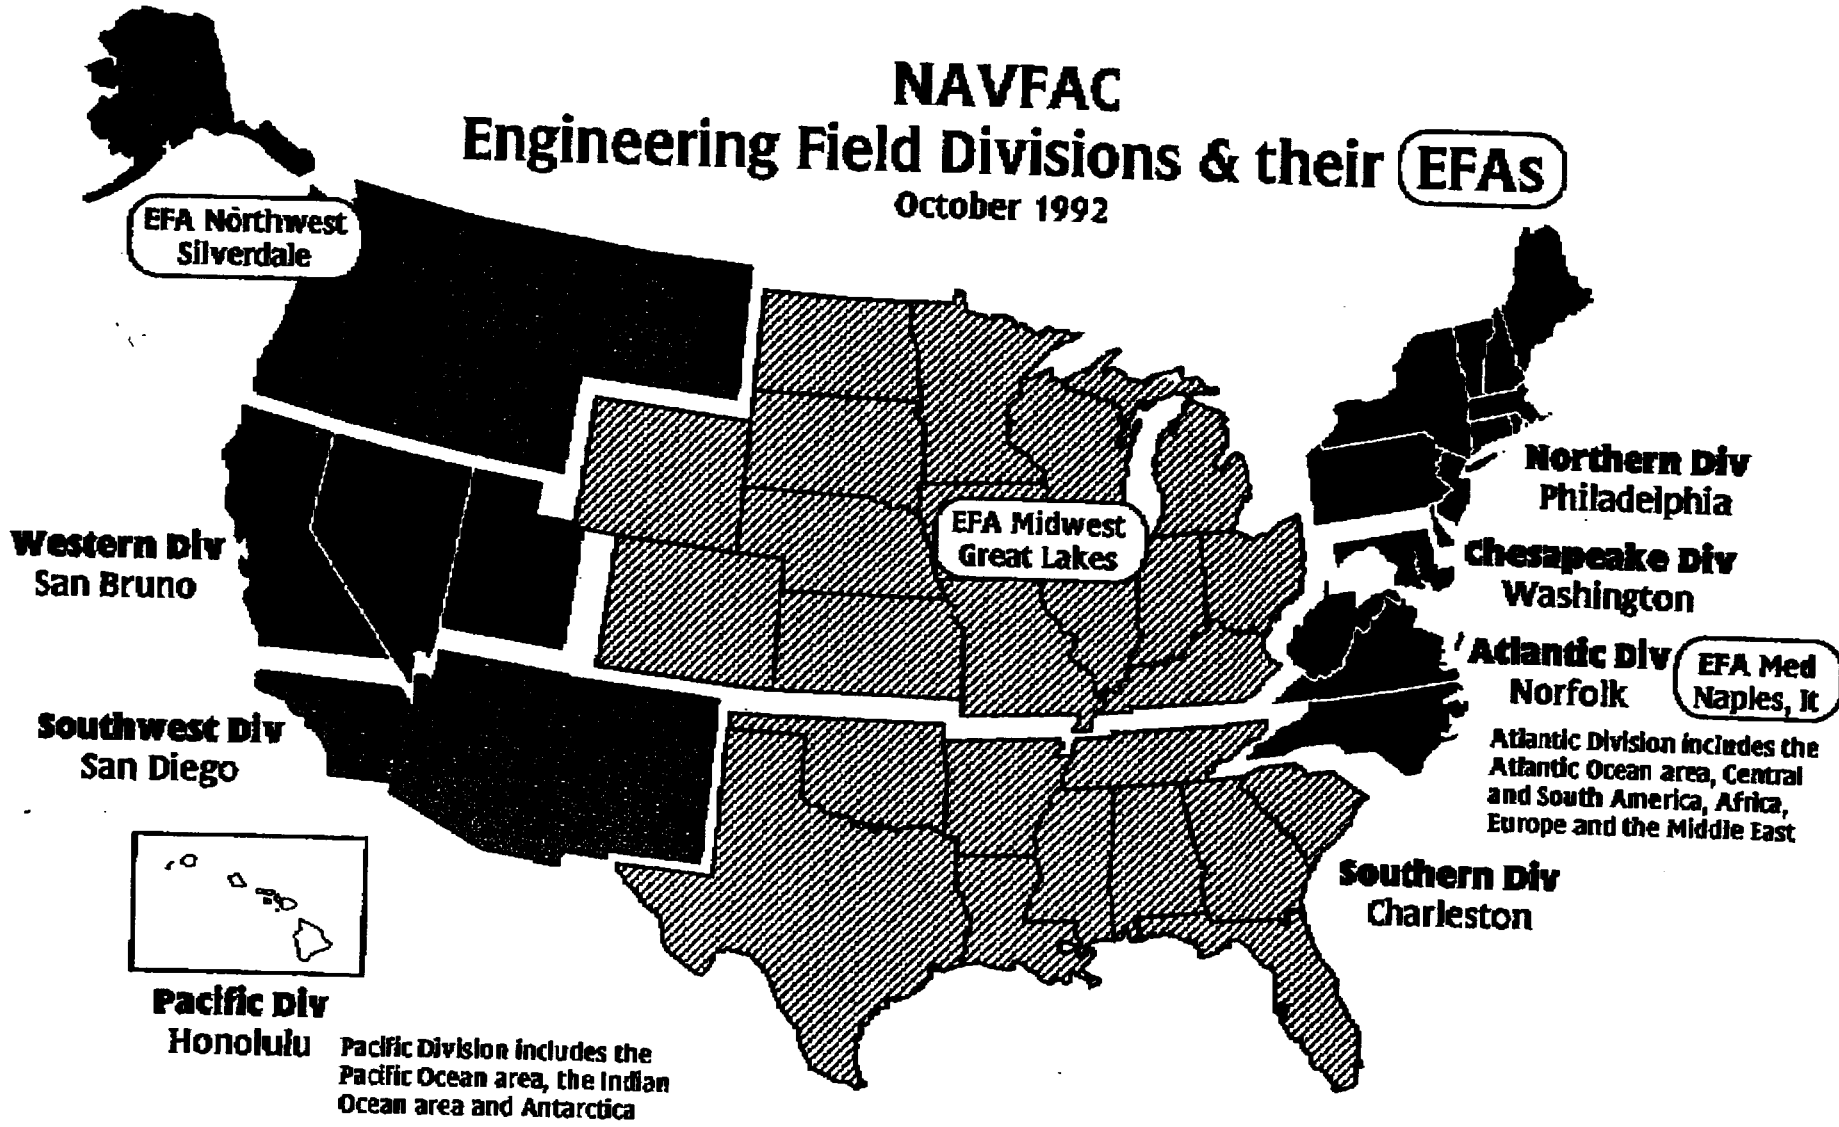 NAVFAC
Engineering Field Divisions & their EFAs
October 1992
EFA Northwest
Silverdale
EFA Midwest
Great Lakes
Northern Div
Philadelphia
Western Div
San Bruno
Chesapeake Div
Washington
Atlantic Div
Norfolk
EFA Med
Naples, It
Atlantic Division includes the
Atlantic Ocean area, Central
and South America, Africa,
Europe and the Middle East
Southwest Div
San Diego
Southern Div
Charleston
Pacific Div
Honolulu
Pacific Division includes the
Pacific Ocean area, the Indian
Ocean area and Antarctica